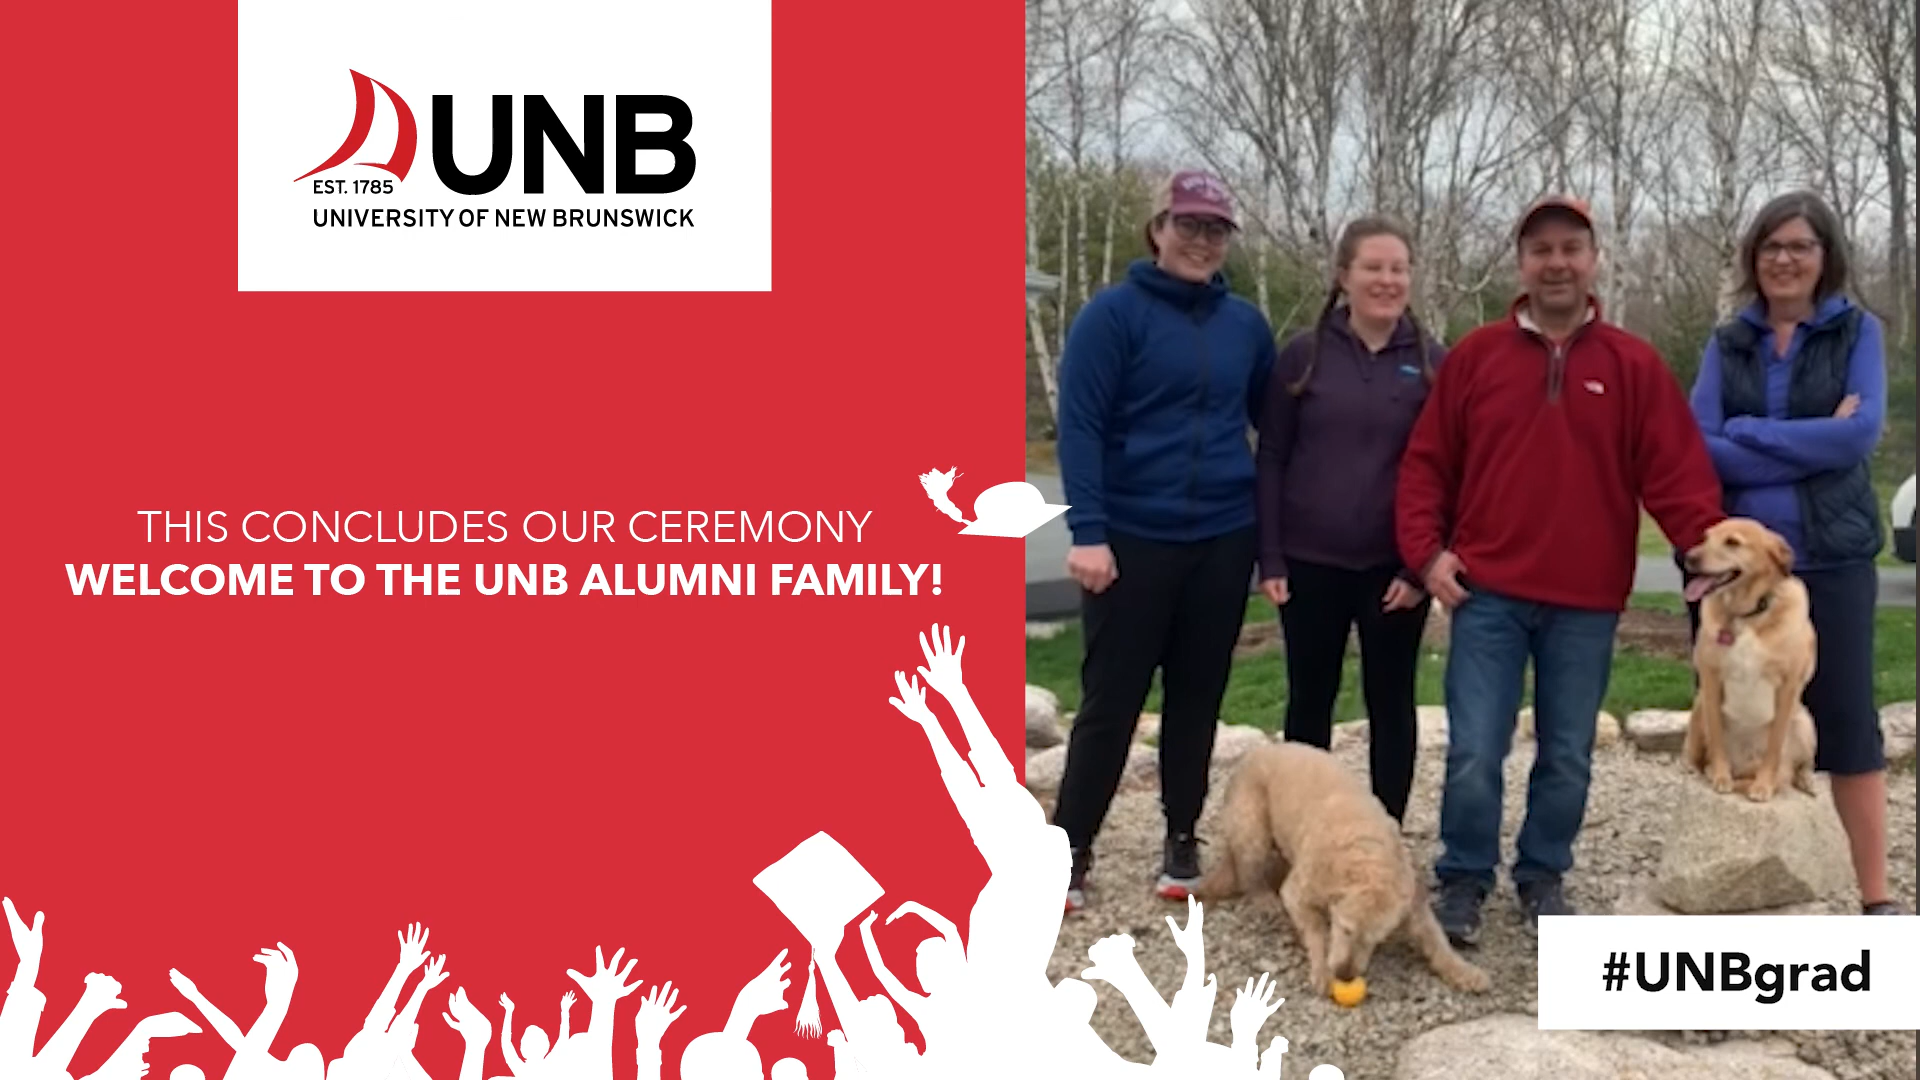 EST. 1785
UNB
UNIVERSITY OF NEW BRUNSWICK
THIS CONCLUDES OUR CEREMONY
WELCOME TO THE UNB ALUMNI FAMILY!
#UNBgrad